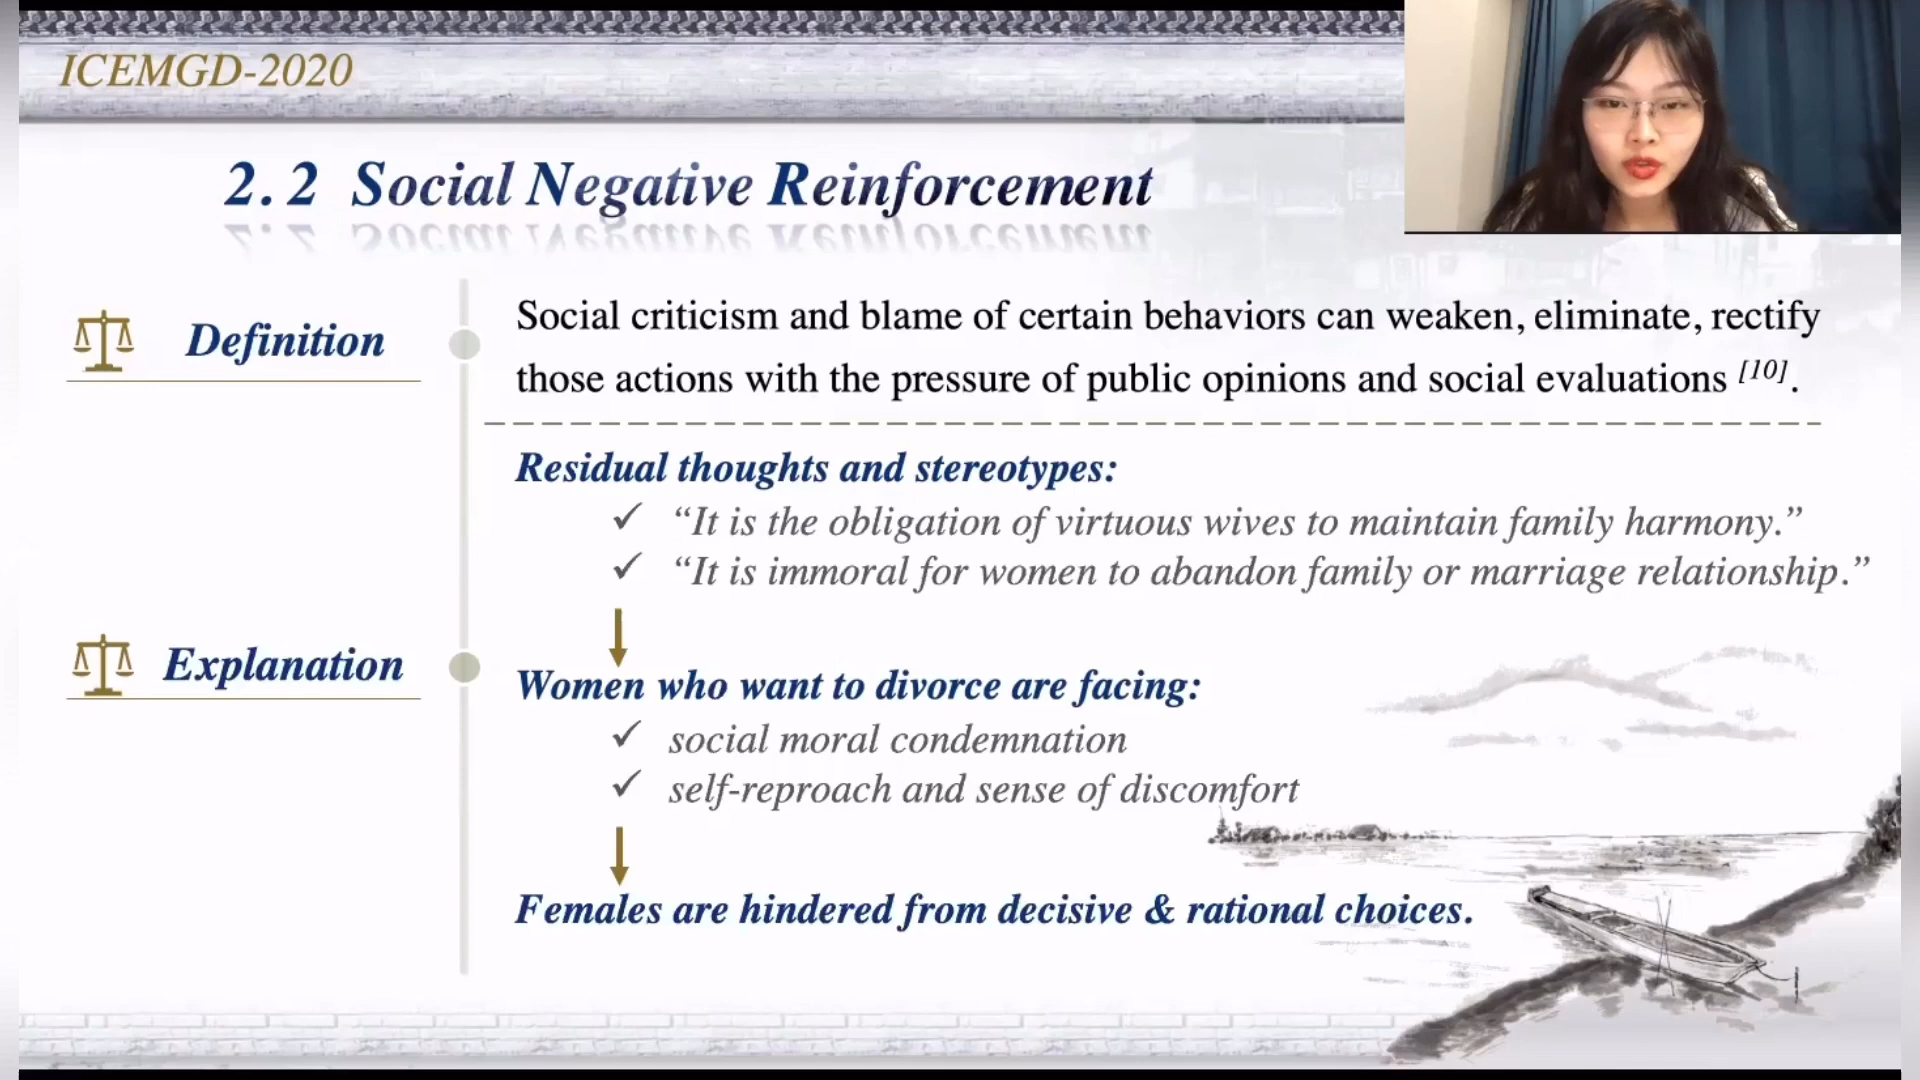 ICEMGD-2020
2.2 Social Negative Reinforcement
Definition
Social criticism and blame of certain behaviors can weaken, eliminate, rectify
those actions with the pressure of public opinions and social evaluations [10].
Explanation
Residual thoughts and stereotypes:
✓ “It is the obligation of virtuous wives to maintain family harmony.”
✓ “It is immoral for women to abandon family or marriage relationship.”
Women who want to divorce are facing:
✓ social moral condemnation
✓ self-reproach and sense of discomfort
Females are hindered from decisive & rational choices.